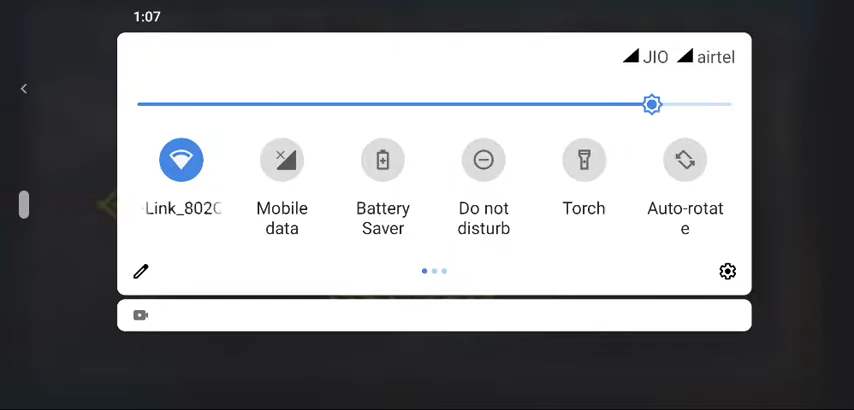 1:07
JIO airtel
-Link_802C
Mobile data
Battery Saver
Do not disturb
Torch
Auto-rotat
e